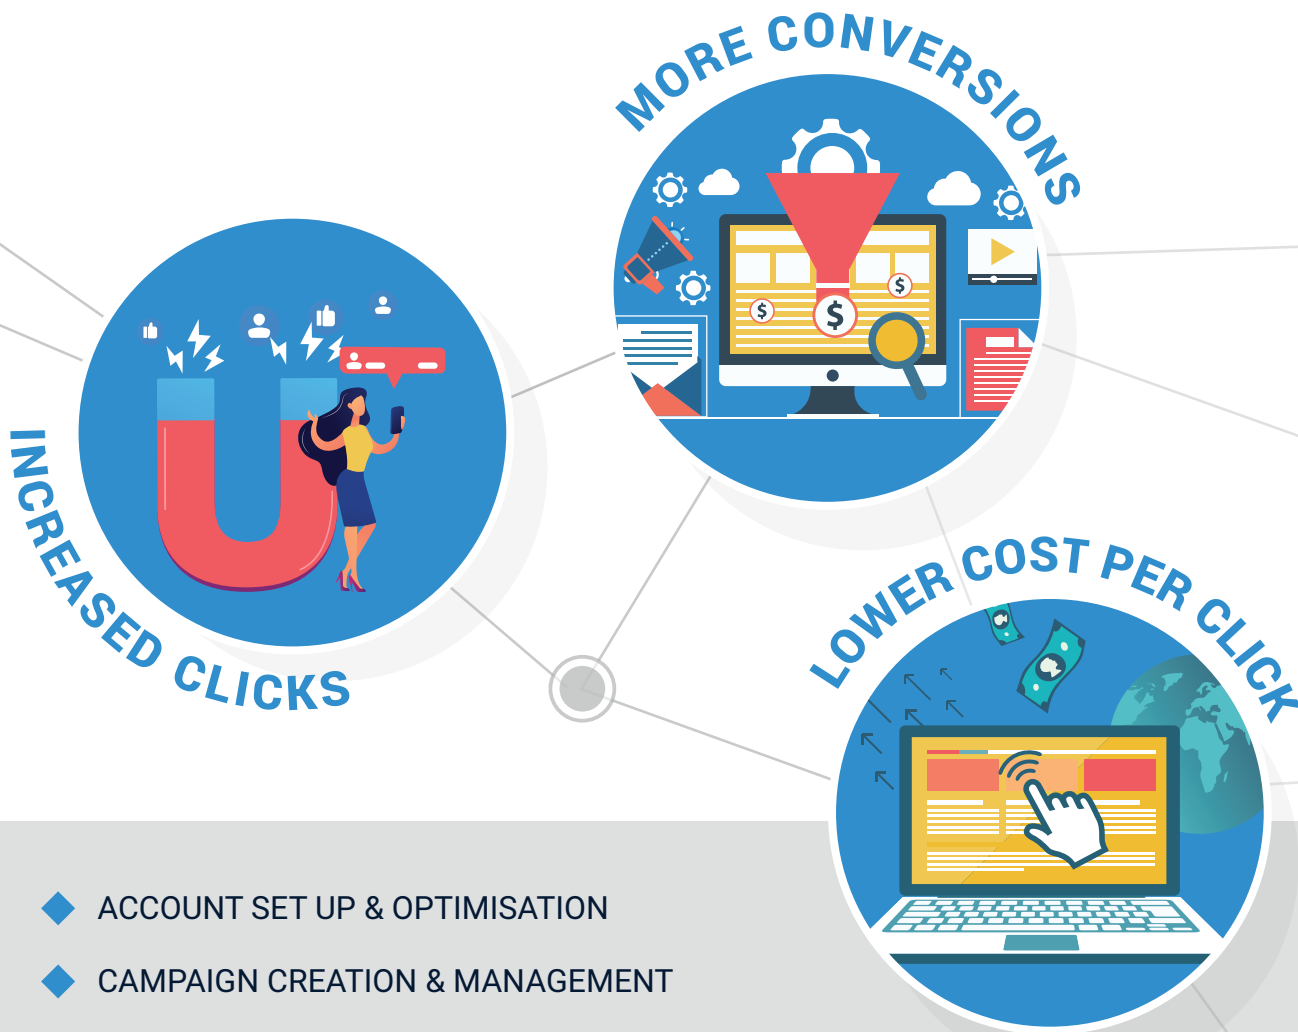 MORE CONVERSIONS
INCREASED CLICKS
LOWER COST PER CLICK
$
$
$
ACCOUNT SET UP & OPTIMISATION
CAMPAIGN CREATION & MANAGEMENT